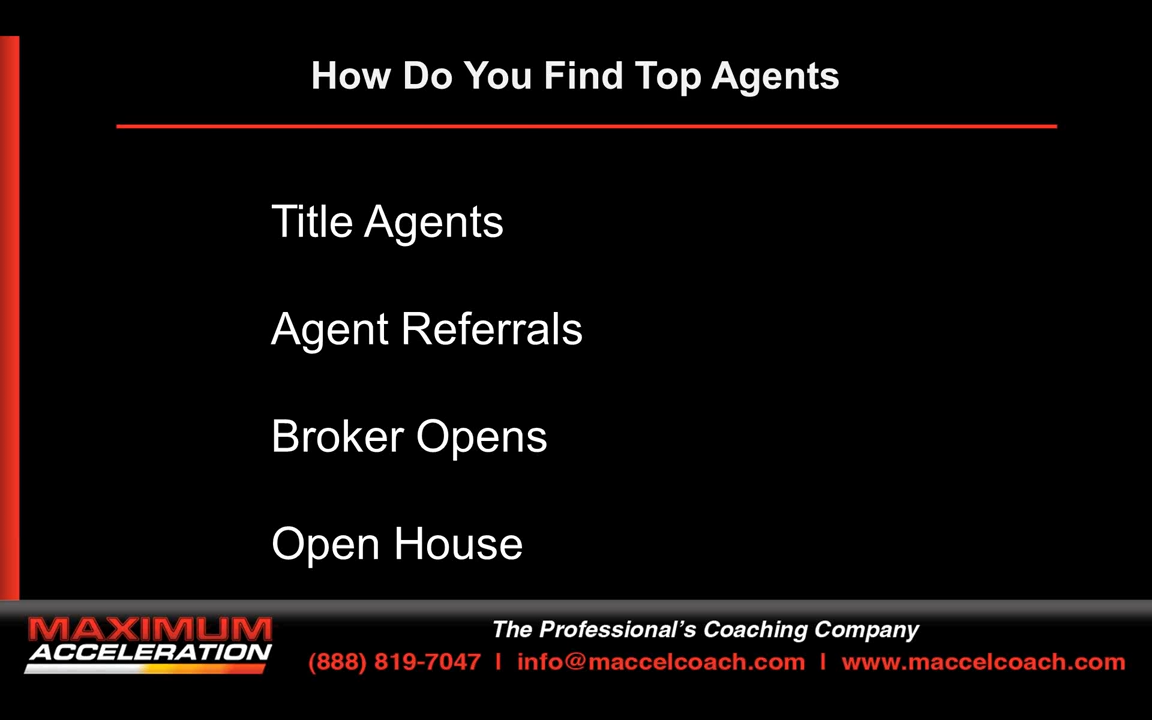 How Do You Find Top Agents
Title Agents
Agent Referrals
Broker Opens
Open House
MAXIMUM
ACCELERATION
The Professional's Coaching Company
(888) 819-7047 | info@maccelcoach.com | www.maccelcoach.com